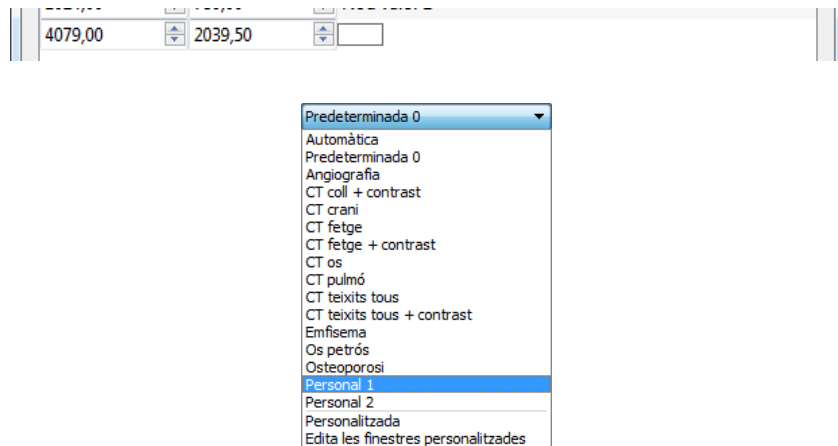 4079,00 2039,50
Predeterminada 0
Automàtica
Predeterminada 0
Angiografia
CT coll + contrast
CT crani
CT fetge
CT fetge + contrast
CT os
CT pulmó
CT teixits tous
CT teixits tous + contrast
Emfisema
Os petrós
Osteoporosi
Personal 1
Personal 2
Personalitzada
Edita les finestres personalitzades